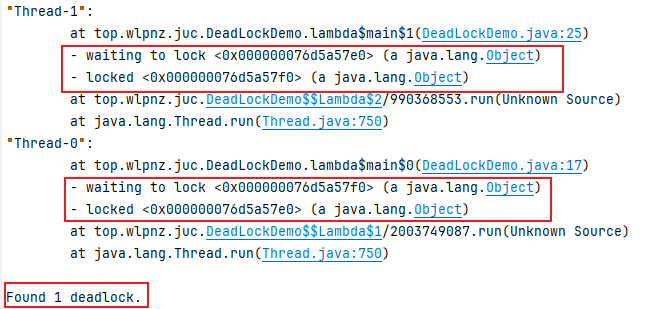 "Thread-1":
at top.wlpnz.juc.DeadLockDemo.lambda$main$1(DeadLockDemo.java:25)
- waiting to lock <0x000000076d5a57e0> (a java.lang.Object)
- locked <0x000000076d5a57f0> (a java.lang.Object)
at top.wlpnz.juc.DeadLockDemo$$Lambda$2/990368553.run(Unknown Source)
at java.lang.Thread.run(Thread.java:750)
"Thread-0":
at top.wlpnz.juc.DeadLockDemo.lambda$main$0(DeadLockDemo.java:17)
- waiting to lock <0x000000076d5a57f0> (a java.lang.Object)
- locked <0x000000076d5a57e0> (a java.lang.Object)
at top.wlpnz.juc.DeadLockDemo$$Lambda$1/2003749087.run(Unknown Source)
at java.lang.Thread.run(Thread.java:750)
Found 1 deadlock.